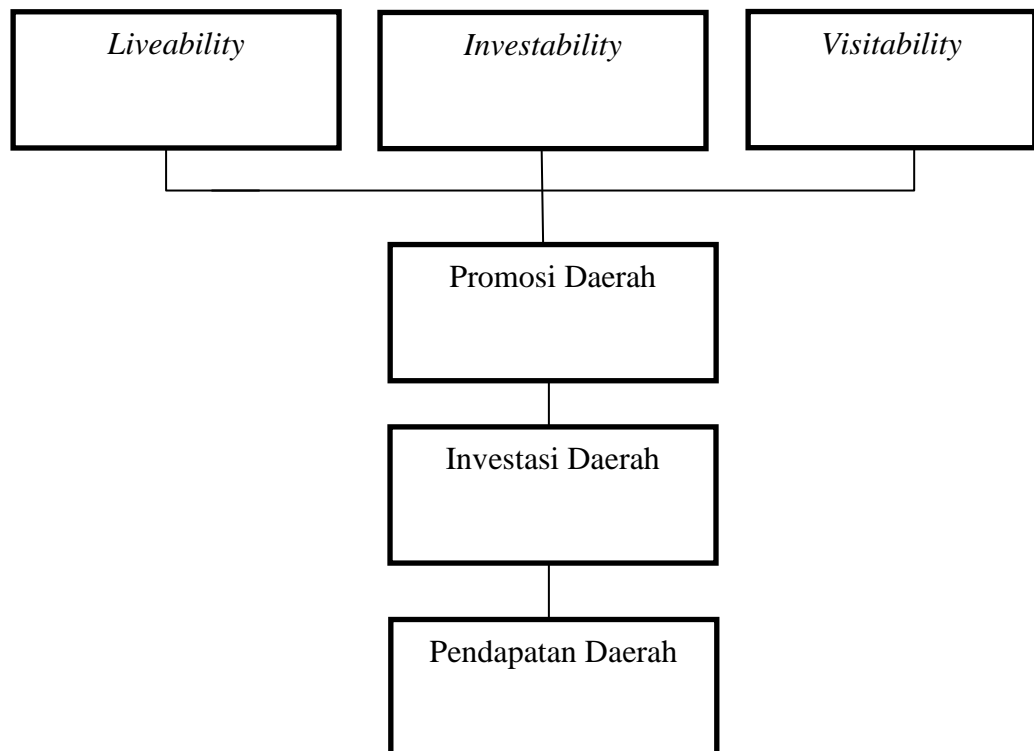 Liveability
Investability
Visitability
Promosi Daerah
Investasi Daerah
Pendapatan Daerah